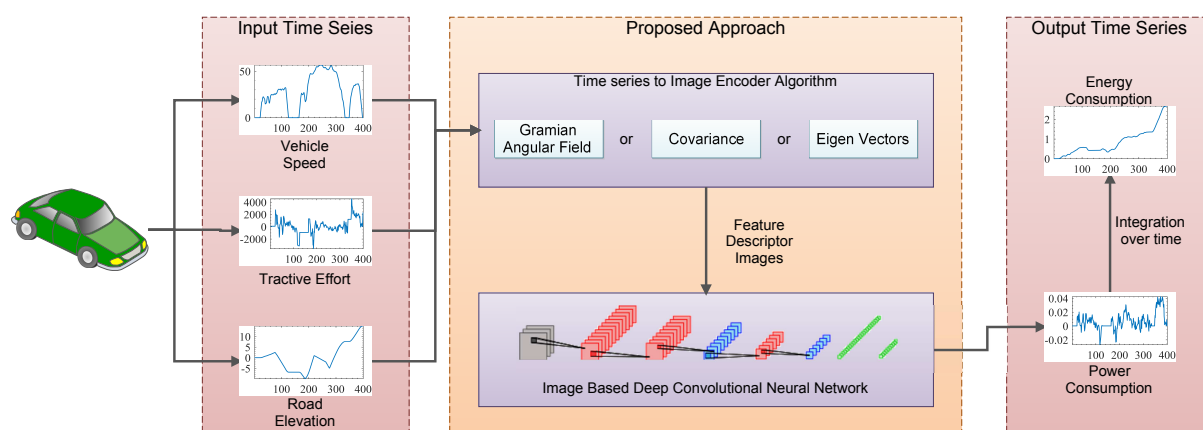 Input Time Seies
50
0
100 200 300 400
Vehicle
Speed
4000
2000
0
-2000
100 200 300 400
Tractive Effort
10
5
0
-5
100 200 300 400
Road
Elevation
Proposed Approach
Time series to Image Encoder Algorithm
Gramian
Angular Field
or
Covariance
or
Eigen Vectors
Feature
Descriptor
Images
Image Based Deep Convolutional Neural Network
Output Time Series
Energy
Consumption
2
1
0
100 200 300 400
Integration
over time
0.04
0.02
0
-0.02
100 200 300 400
Power
Consumption